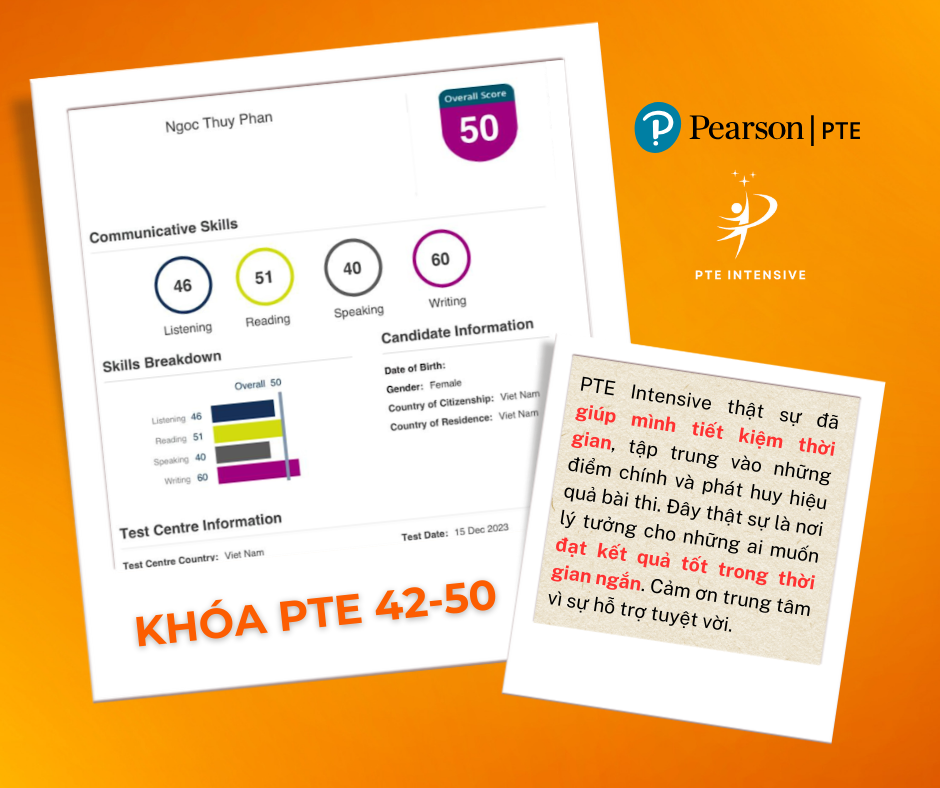 Ngoc Thuy Phan
Overall Score
50
Communicative Skills
46
51
40
60
Listening
Reading
Speaking
Writing
Skills Breakdown
Overall 50
Listening 46
Reading 51
Speaking 40
Writing 60
Candidate Information
Date of Birth:
Gender: Female
Country of Citizenship: Viet Nam
Country of Residence: Viet Nam
Test Centre Information
Test Centre Country: Viet Nam
Test Date: 15 Dec 2023
KHÓA PTE 42-50
Pearson | PTE
PTE INTENSIVE
PTE Intensive thật sự đã
giúp mình tiết kiệm thời
gian, tập trung vào những
điểm chính và phát huy hiệu
quả bài thi. Đây thật sự là nơi
lý tưởng cho những ai muốn
đạt kết quả tốt trong thời
gian ngắn. Cảm ơn trung tâm
vì sự hỗ trợ tuyệt vời.